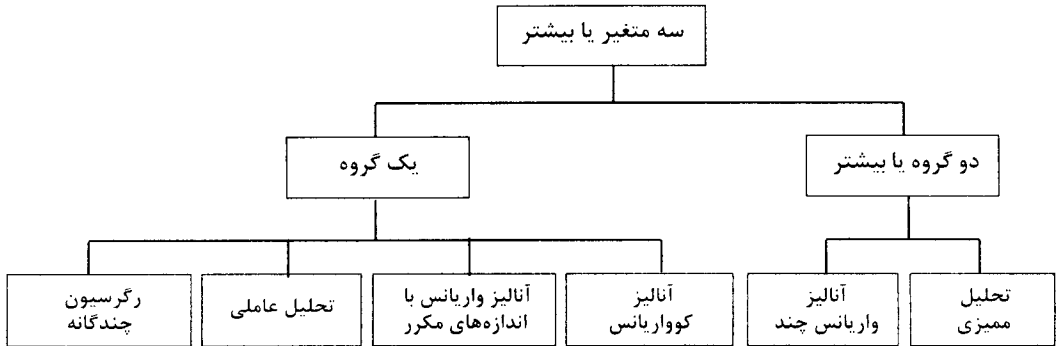 سه متغیر یا بیشتر
دو گروه یا بیشتر
یک گروه
تحلیل
ممیزی
آنالیز
واریانس چند
آنالیز
کوواریانس
آنالیز واریانس با
اندازه‌های مکرر
تحلیل عاملی
رگرسیون
چندگانه